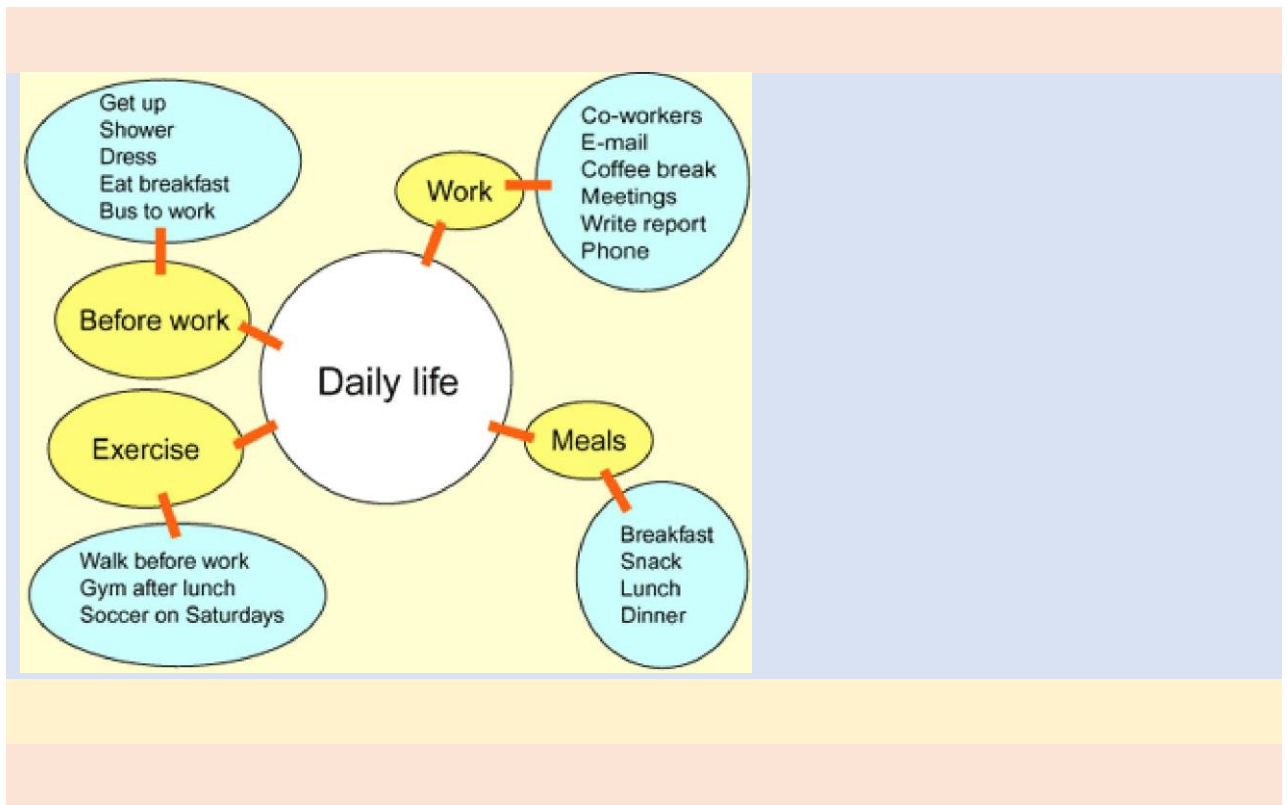 Get up
Shower
Dress
Eat breakfast
Bus to work
Before work
Work
Co-workers
E-mail
Coffee break
Meetings
Write report
Phone
Daily life
Exercise
Walk before work
Gym after lunch
Soccer on Saturdays
Meals
Breakfast
Snack
Lunch
Dinner